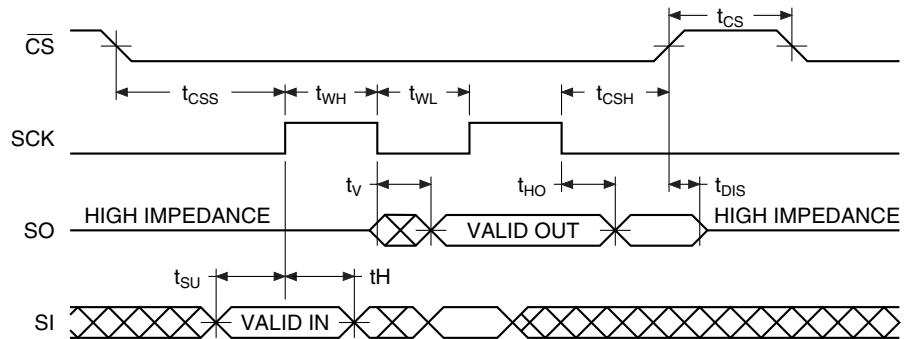 t_CS
C̅S̅
t_CSS t_WH t_WL t_CSH
SCK
t_V t_HO t_DIS
HIGH IMPEDANCE HIGH IMPEDANCE
SO VALID OUT
t_SU tH
SI VALID IN